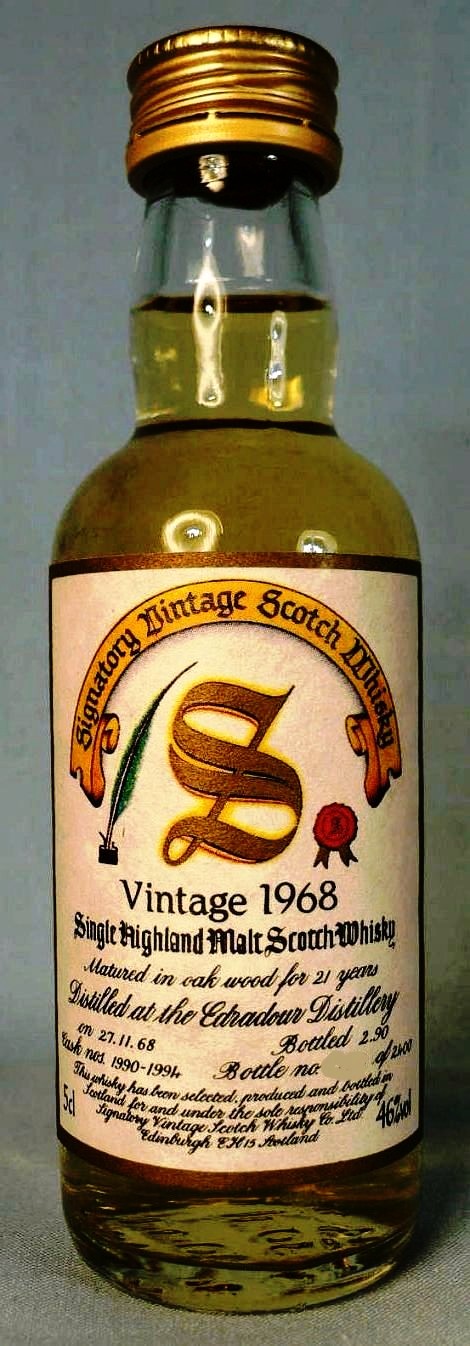 Signatory Vintage Scotch Whisky
S
Vintage 1968
Single Highland Malt Scotch Whisky
Matured in oak wood for 21 years
Distilled at the Edradour Distillery
on 27.11.68 Bottled 2.90
Cask nos. 1990-1994 Bottle no. of 2400
This whisky has been selected, produced and bottled in
Scotland for and under the sole responsibility of
Signatory Vintage Scotch Whisky Co. Ltd.
Edinburgh EH15 Scotland
5cl 46%vol